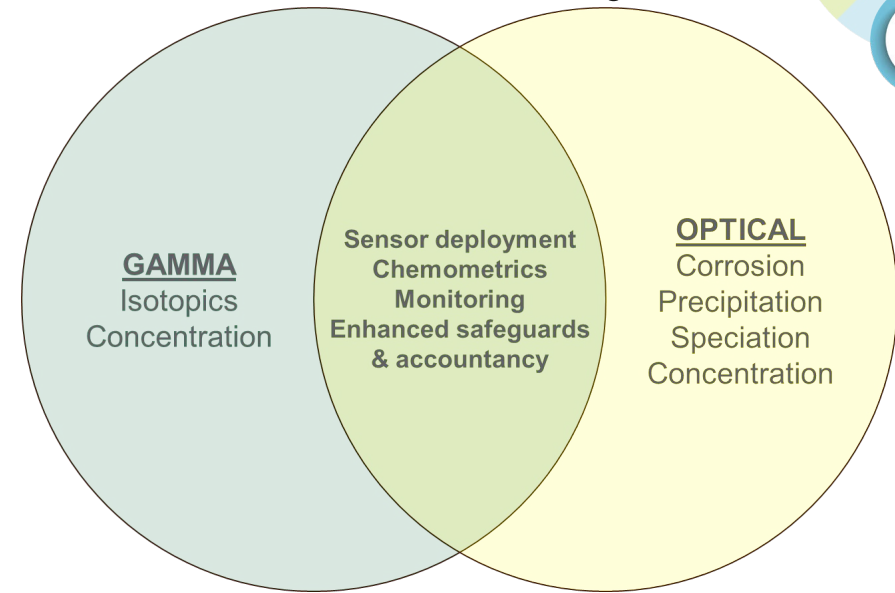 GAMMA
Isotopics
Concentration
Sensor deployment
Chemometrics
Monitoring
Enhanced safeguards
& accountancy
OPTICAL
Corrosion
Precipitation
Speciation
Concentration